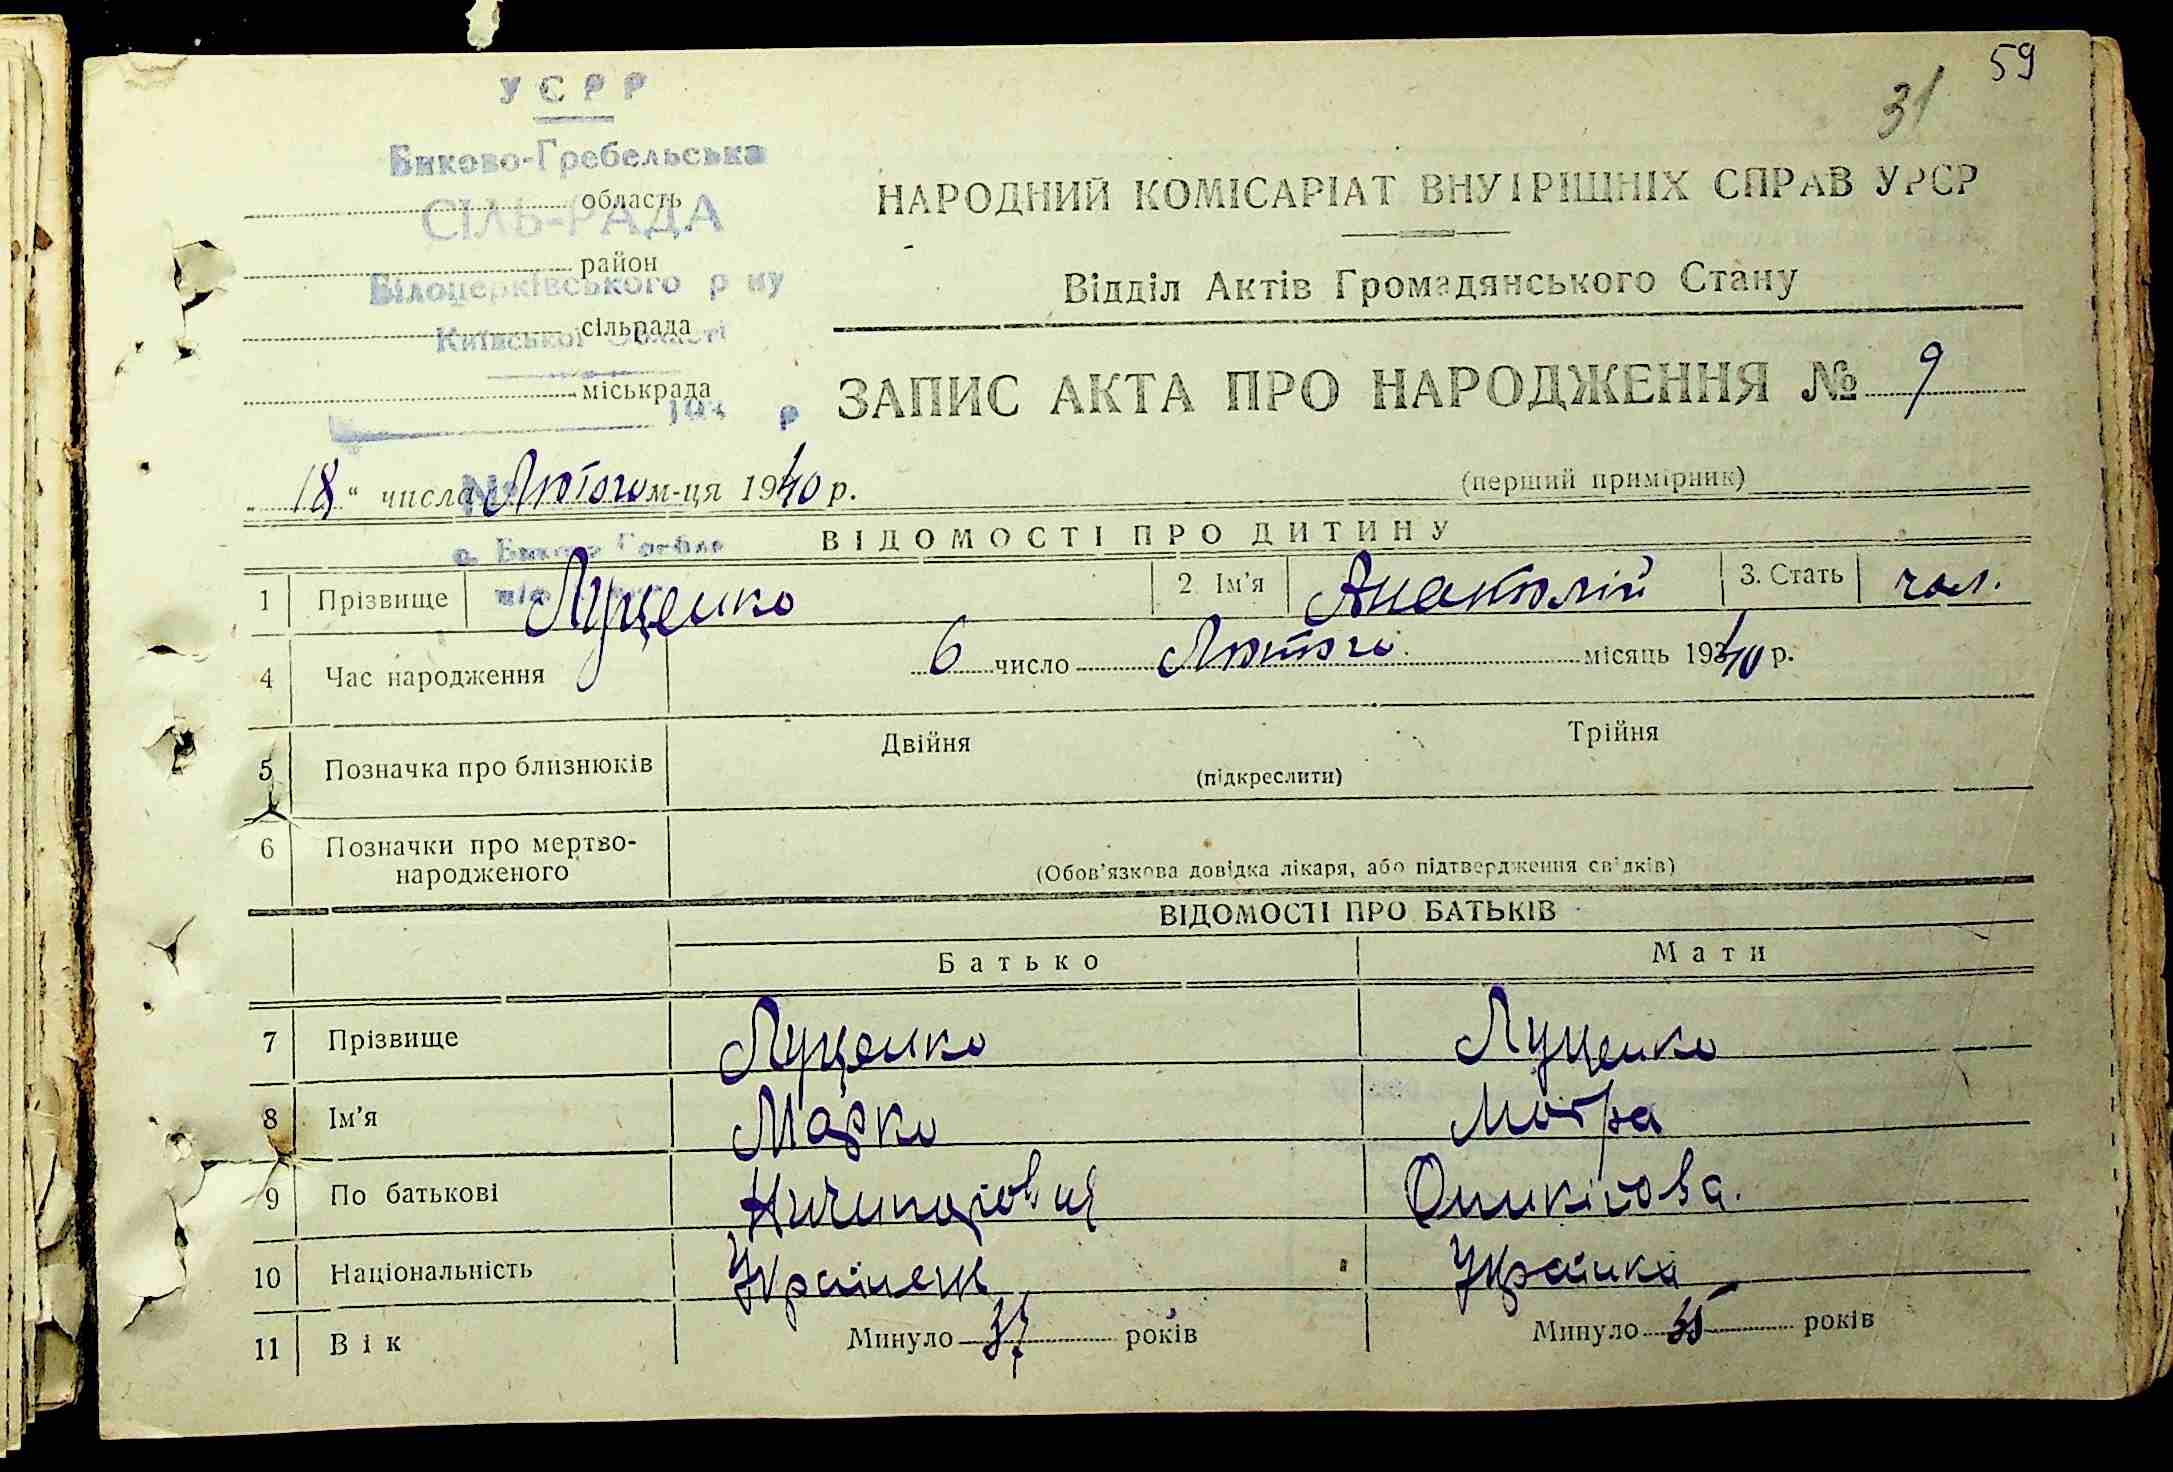 59
31
УСРР
Биково-Гребельська
область
СІЛЬ-РАДА
район
Білоцерківського р ну
сільрада
Київської області
міськрада
193 р
НАРОДНИЙ КОМІСАРІАТ ВНУТРІШНІХ СПРАВ УРСР
Відділ Актів Громадянського Стану
ЗАПИС АКТА ПРО НАРОДЖЕННЯ № 9
„18“ числа Лютого м-ця 1940 р.
(перший примірник)
ВІДОМОСТІ ПРО ДИТИНУ
1 Прізвище Луценко 2 Ім'я Анатолій 3. Стать чол.
4 Час народження 6 число Лютого місяць 1940 р.
5 Позначка про близнюків Двійня Трійня
(підкреслити)
6 Позначки про мертво-
народженого
(Обов'язкова довідка лікаря, або підтвердження свідків)
ВІДОМОСТІ ПРО БАТЬКІВ
Батько Мати
7 Прізвище Луценко Луценко
8 Ім'я Марко Мотра
9 По батькові
10 Національність Українец Українка
11 Вік Минуло 37 років Минуло 35 років